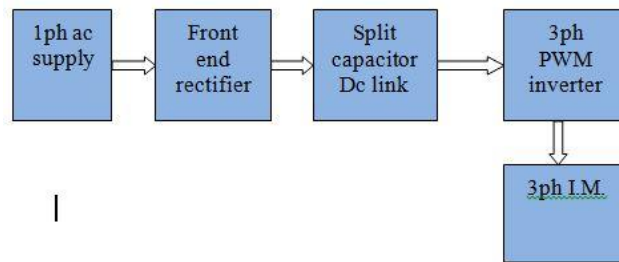 1ph ac
supply
Front
end
rectifier
Split
capacitor
Dc link
3ph
PWM
inverter
3ph I.M.